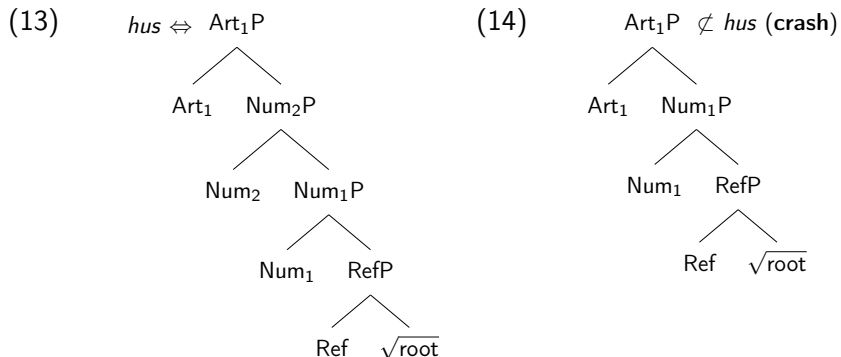 (13) hus ⇔ Art₁P (14) Art₁P ⊄ hus (crash)
Art₁ Num₂P Art₁ Num₁P
Num₂ Num₁P Num₁ RefP
Num₁ RefP Ref √root
Ref √root